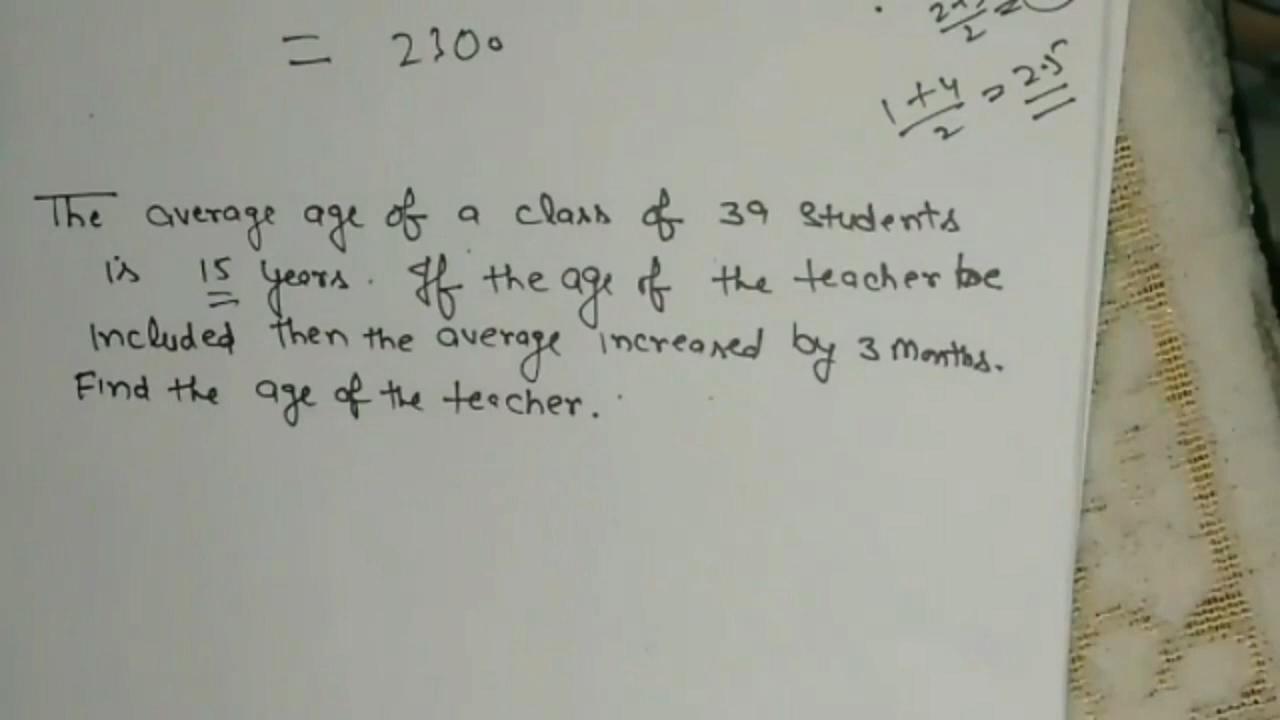 = 2300
1+4/2 = 2.5
The average age of a class of 39 students
is 15 years. If the age of the teacher be
Included then the average increased by 3 Months.
Find the age of the teacher.